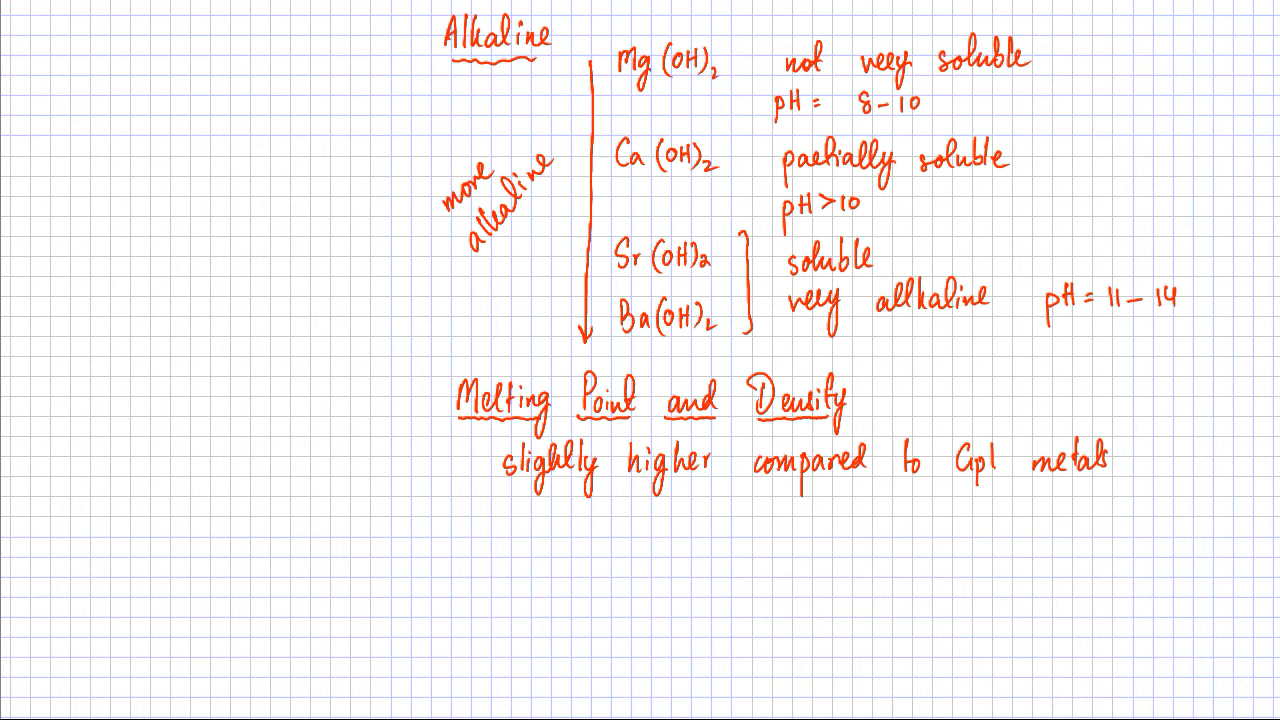 Alkaline
Mg(OH)₂ not very soluble
pH = 8 - 10
Ca(OH)₂ partially soluble
pH > 10
more alkaline
Sr(OH)₂ soluble
Ba(OH)₂ very allkaline pH = 11 - 14
Melting Point and Density
slightly higher compared to Gp1 metals